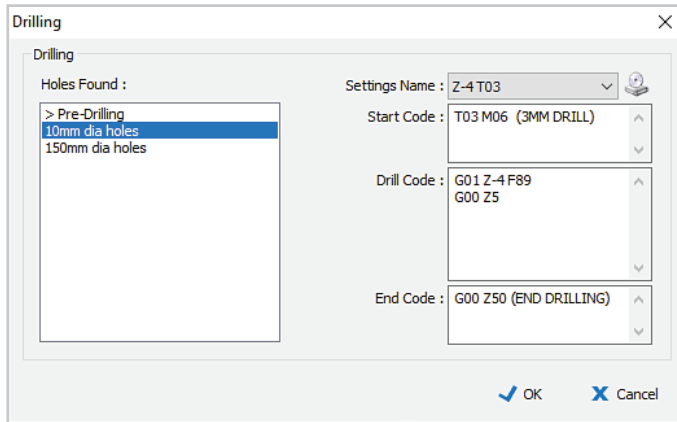 Drilling
Drilling
Holes Found :
> Pre-Drilling
10mm dia holes
150mm dia holes
Settings Name : Z-4 T03
Start Code : T03 M06 (3MM DRILL)
Drill Code : G01 Z-4 F89
G00 Z5
End Code : G00 Z50 (END DRILLING)
OK
Cancel